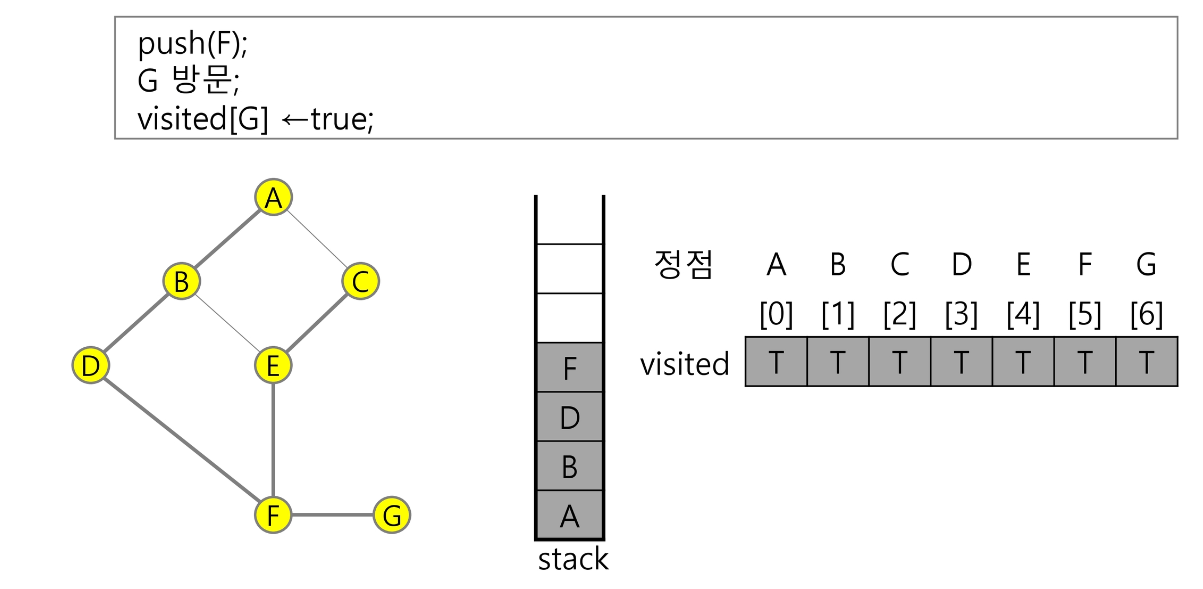 push(F);
G 방문;
visited[G] ←true;
A
B
C
D
E
F
G
F
D
B
A
stack
정점 A B C D E F G
[0] [1] [2] [3] [4] [5] [6]
visited T T T T T T T